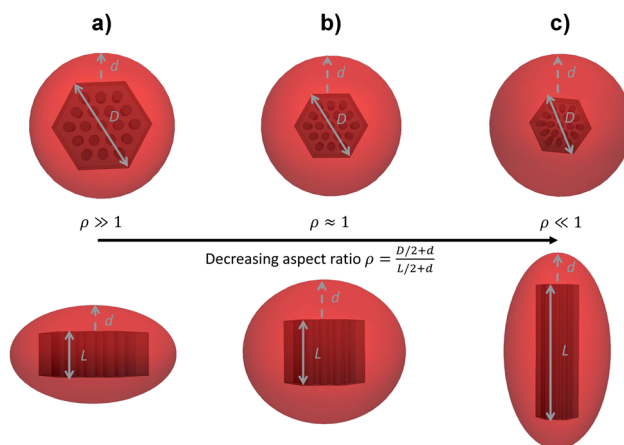 a) b) c)
d d d
D D D
ρ ≫ 1 ρ ≈ 1 ρ ≪ 1
Decreasing aspect ratio ρ = (D/2+d)/(L/2+d)
d d d
L L L